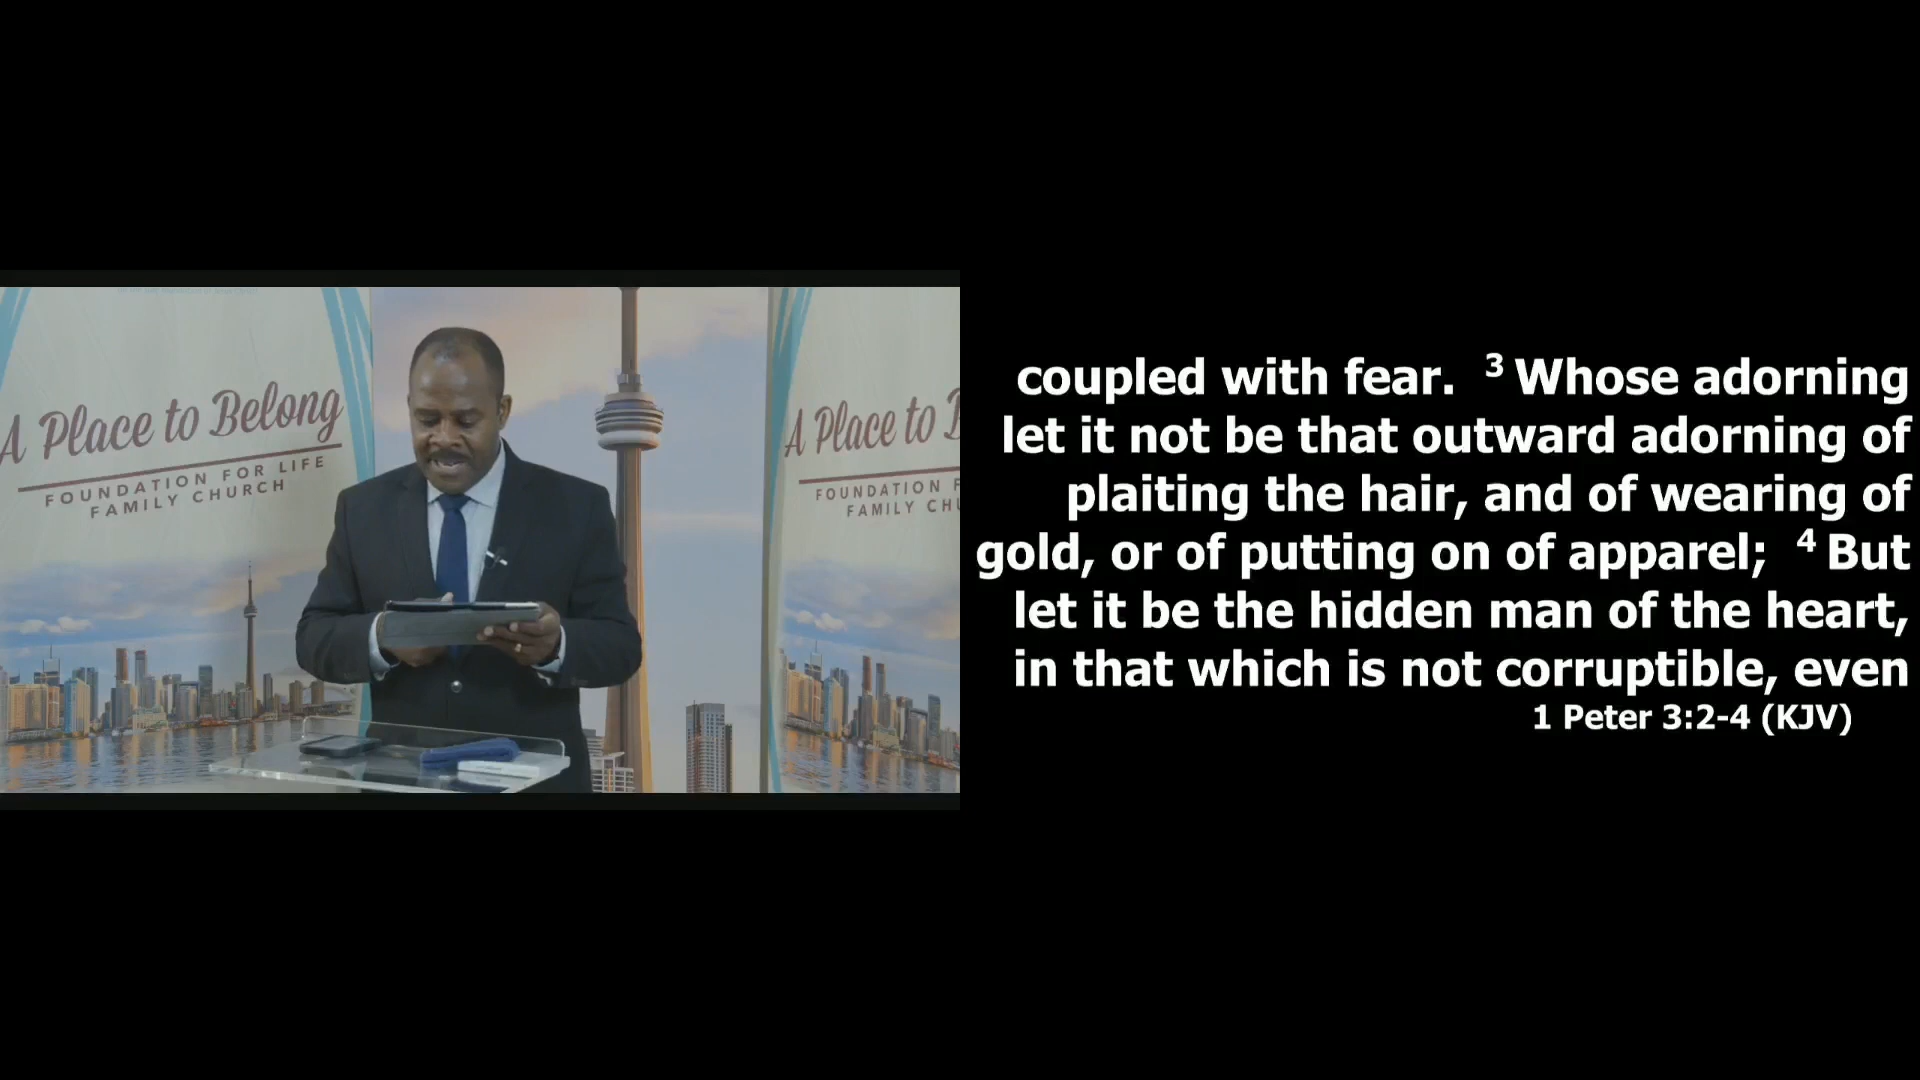 A Place to Belong
FOUNDATION FOR LIFE
FAMILY CHURCH
A Place to
FOUNDATION
FAMILY
coupled with fear. 3 Whose adorning
let it not be that outward adorning of
plaiting the hair, and of wearing of
gold, or of putting on of apparel; 4 But
let it be the hidden man of the heart,
in that which is not corruptible, even
1 Peter 3:2-4 (KJV)